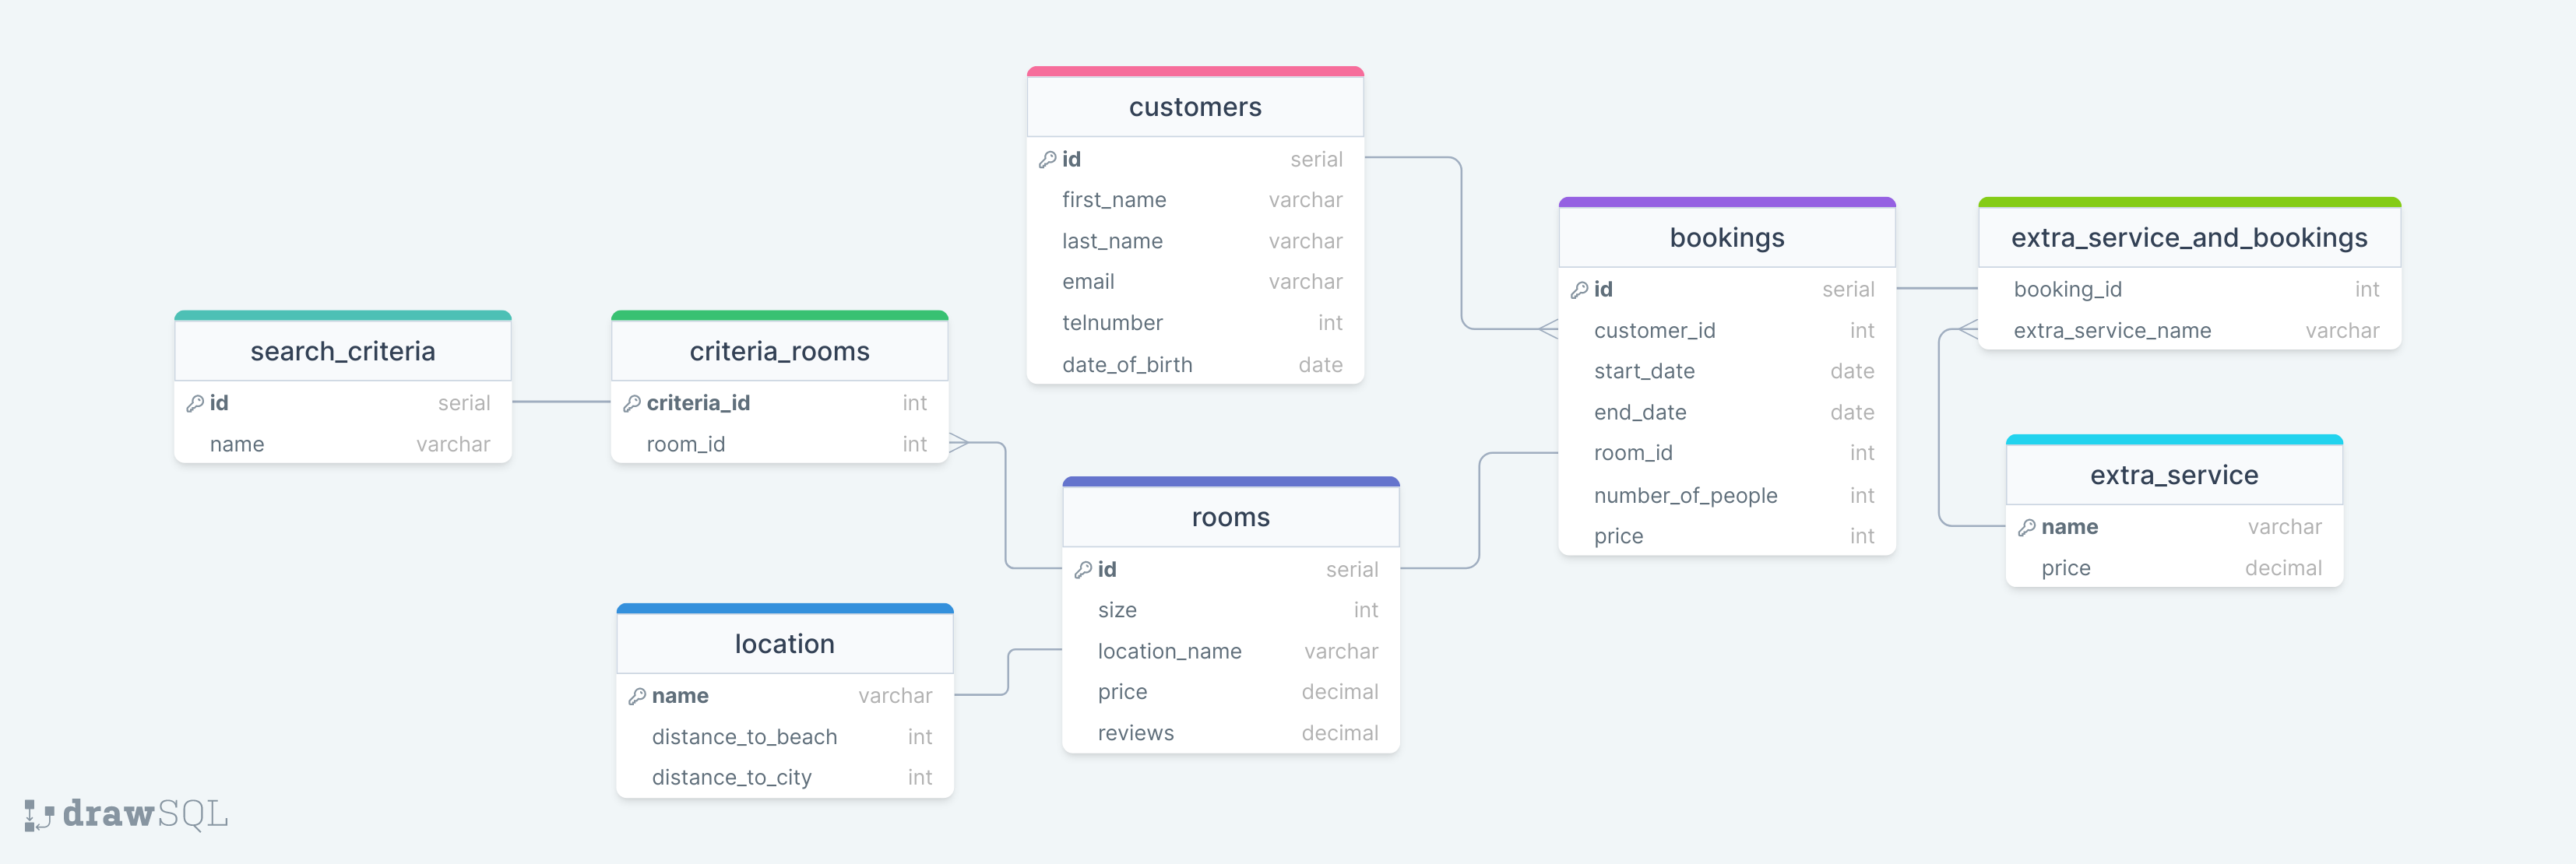 customers
id serial
first_name varchar
last_name varchar
email varchar
telnumber int
date_of_birth date
bookings
id serial
customer_id int
start_date date
end_date date
room_id int
number_of_people int
price int
extra_service_and_bookings
booking_id int
extra_service_name varchar
search_criteria
id serial
name varchar
criteria_rooms
criteria_id int
room_id int
extra_service
name varchar
price decimal
rooms
id serial
size int
location_name varchar
price decimal
reviews decimal
location
name varchar
distance_to_beach int
distance_to_city int
drawSQL